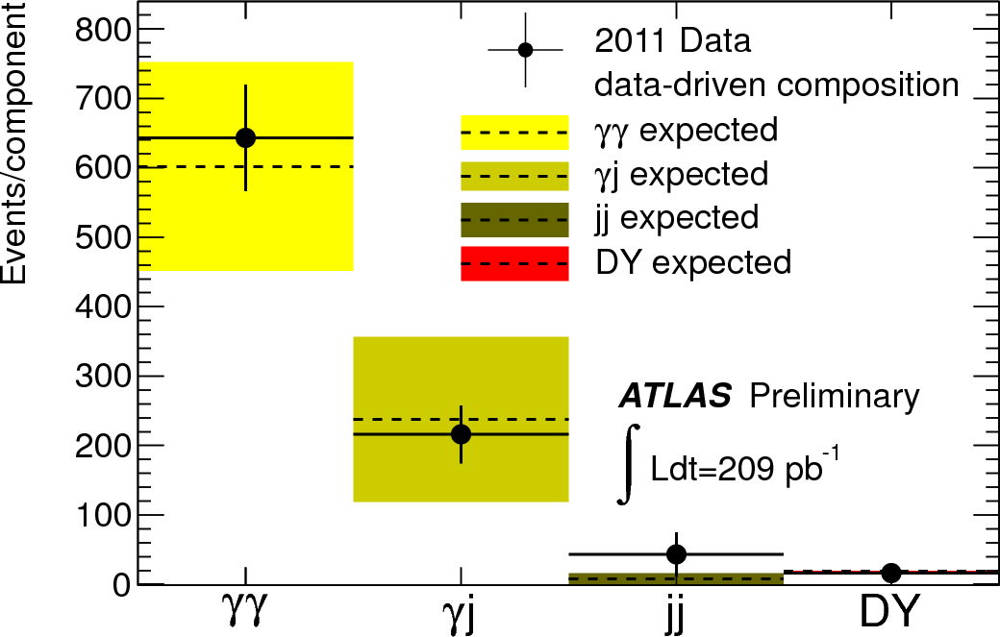 Events/component
800
700
600
500
400
300
200
100
0
2011 Data
data-driven composition
γγ expected
γj expected
jj expected
DY expected
ATLAS Preliminary
∫ Ldt=209 pb⁻¹
γγ γj jj DY